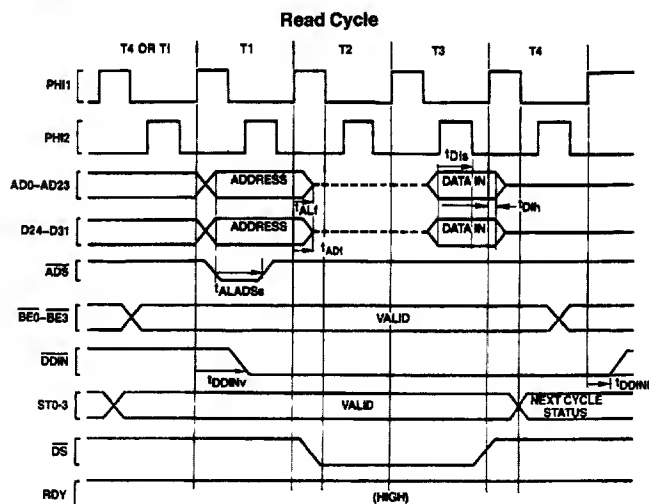 Read Cycle
T4 OR Ti T1 T2 T3 T4
PHI1
PHI2
tDIs
AD0–AD23 ADDRESS DATA IN
tALf tDIh
D24–D31 ADDRESS DATA IN
tADf
ADS
tALADSs
BE0–BE3 VALID
DDIN
tDDINv tDDINh
ST0-3 VALID NEXT CYCLE
STATUS
DS
RDY (HIGH)